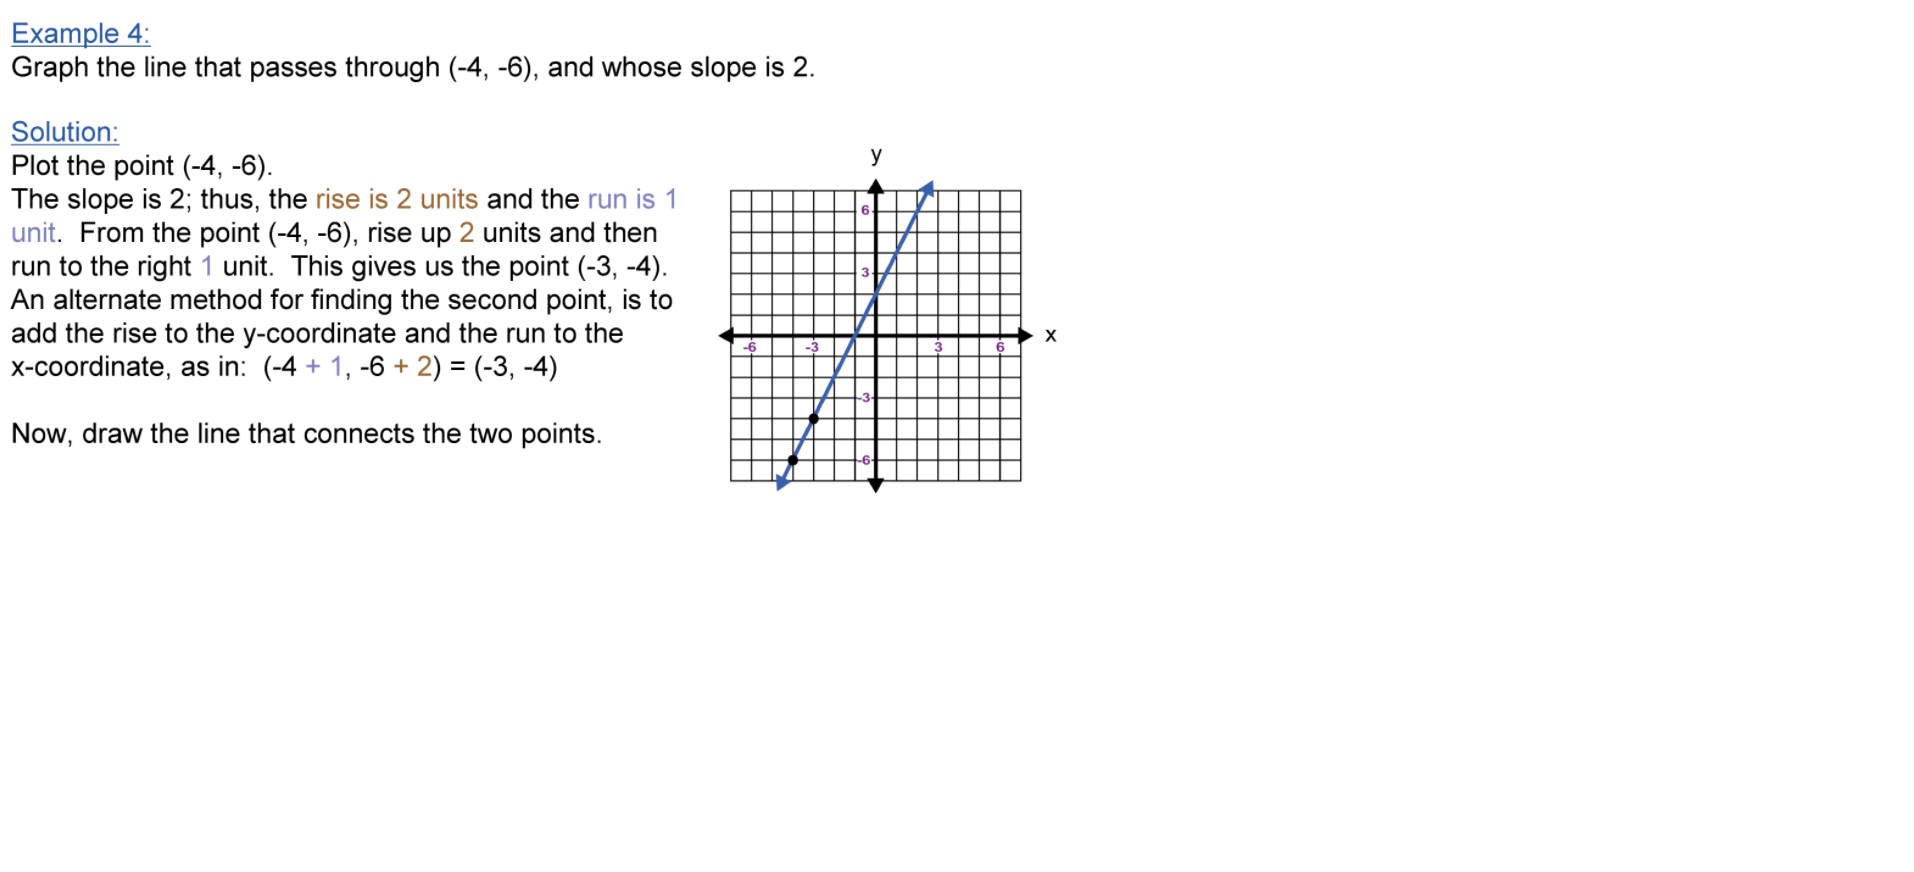 Example 4:
Graph the line that passes through (-4, -6), and whose slope is 2.
Solution:
Plot the point (-4, -6).
The slope is 2; thus, the rise is 2 units and the run is 1
unit.  From the point (-4, -6), rise up 2 units and then
run to the right 1 unit.  This gives us the point (-3, -4).
An alternate method for finding the second point, is to
add the rise to the y-coordinate and the run to the
x-coordinate, as in:  (-4 + 1, -6 + 2) = (-3, -4)
Now, draw the line that connects the two points.
y
6
3
x
-6 -3 3 6
-3
-6